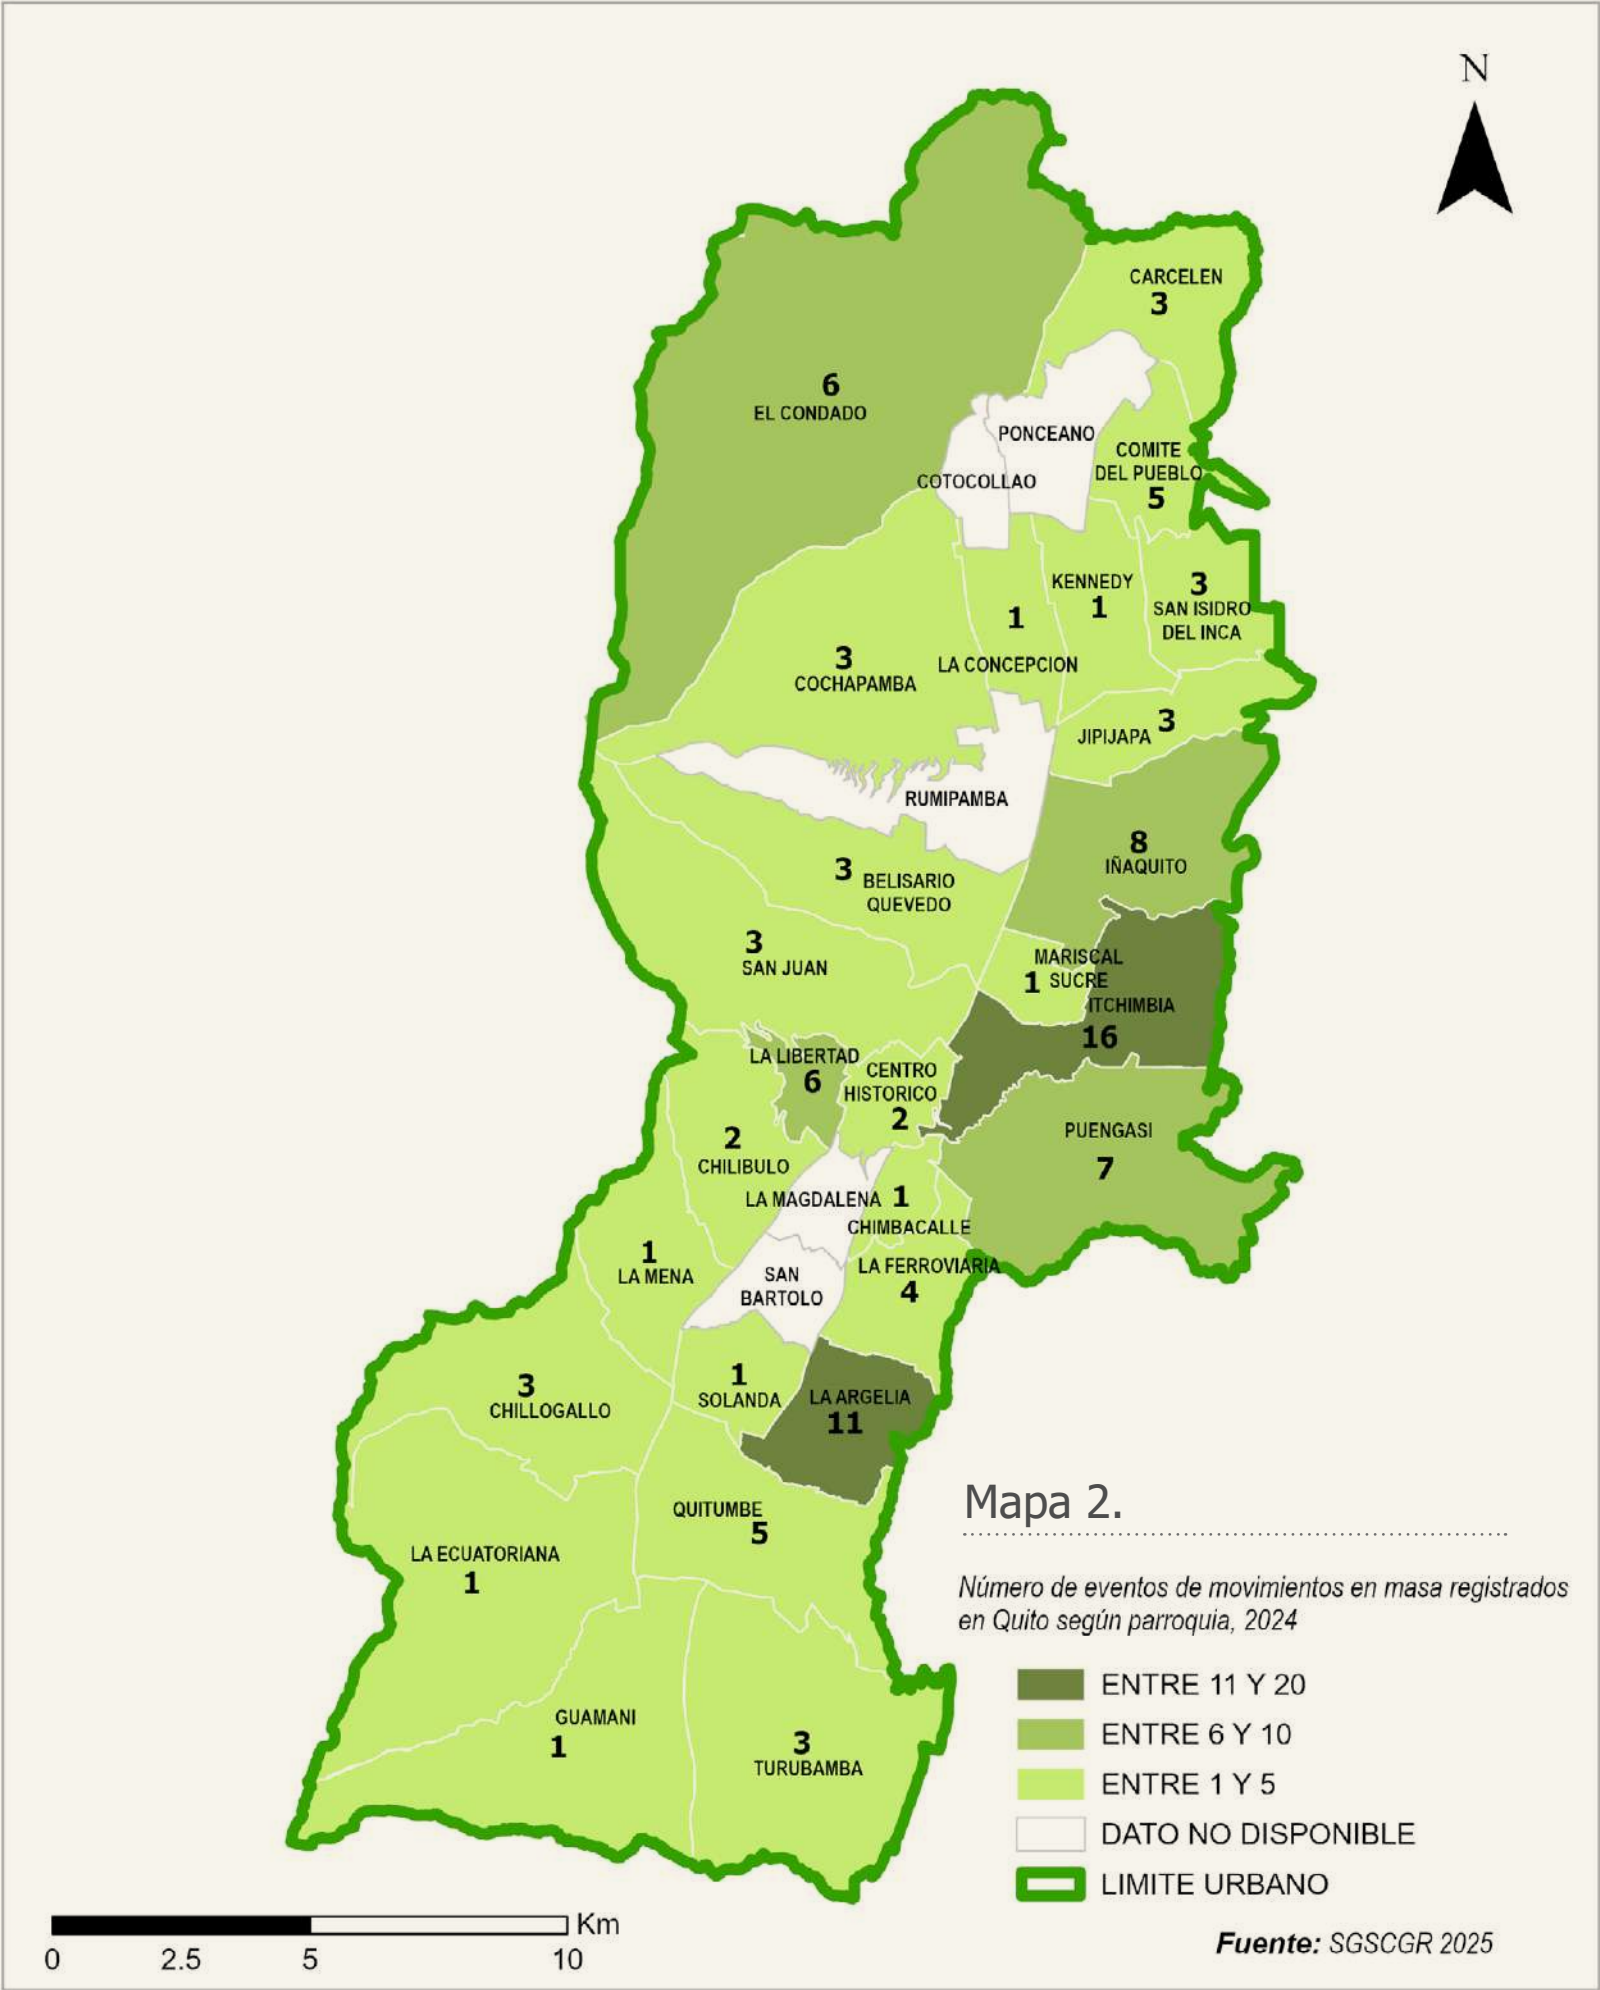 N
CARCELEN
3
6
EL CONDADO
PONCEANO
COMITE
DEL PUEBLO
5
COTOCOLLAO
KENNEDY
1
3
SAN ISIDRO
DEL INCA
1
LA CONCEPCION
3
COCHAPAMBA
3
JIPIJAPA
RUMIPAMBA
8
IÑAQUITO
3
BELISARIO
QUEVEDO
3
SAN JUAN
MARISCAL
1 SUCRE
ITCHIMBIA
16
LA LIBERTAD
6
CENTRO
HISTORICO
2
PUENGASI
7
2
CHILIBULO
LA MAGDALENA
1
CHIMBACALLE
1
LA MENA
SAN
BARTOLO
LA FERROVIARIA
4
3
CHILLOGALLO
1
SOLANDA
LA ARGELIA
11
QUITUMBE
5
LA ECUATORIANA
1
GUAMANI
1
3
TURUBAMBA
Mapa 2.
Número de eventos de movimientos en masa registrados
en Quito según parroquia, 2024
ENTRE 11 Y 20
ENTRE 6 Y 10
ENTRE 1 Y 5
DATO NO DISPONIBLE
LIMITE URBANO
Km
0 2.5 5 10
Fuente: SGSCGR 2025